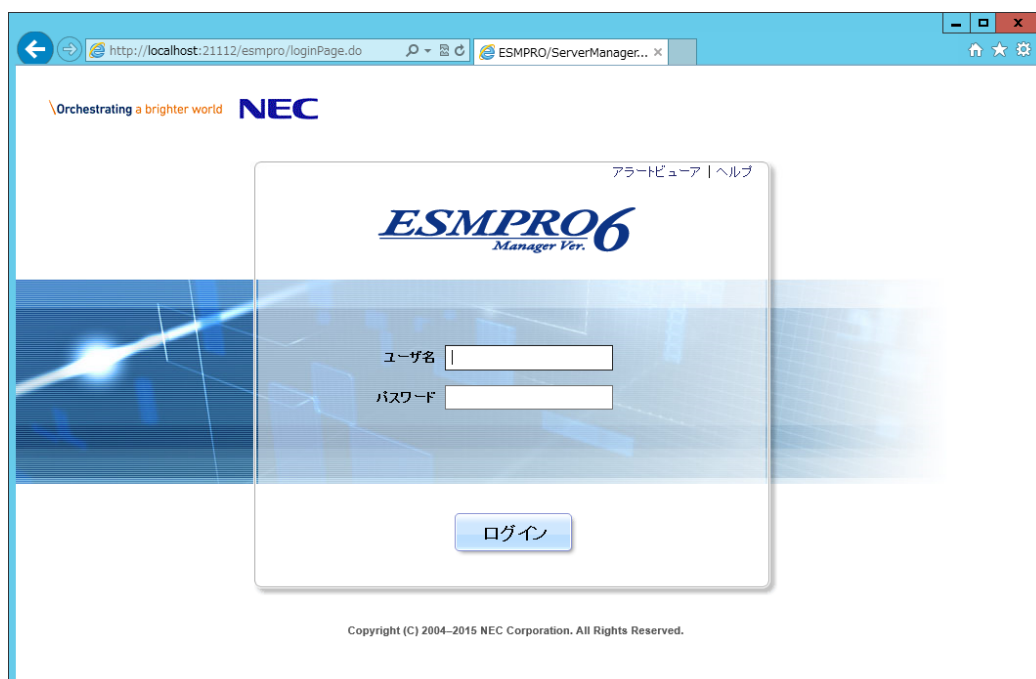 http://localhost:21112/esmpro/loginPage.do
ESMPRO/ServerManager... ×
\Orchestrating a brighter world NEC
アラートビューア | ヘルプ
ESMPRO6
Manager Ver.
ユーザ名
パスワード
ログイン
Copyright (C) 2004–2015 NEC Corporation. All Rights Reserved.